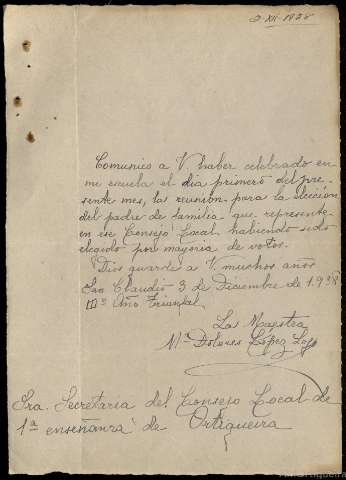 2-XII-1938
Comunico a V. haber celebrado en
mi escuela el día primero del pre-
sente mes, la reunión para la elección
del padre de familia que represente
en ese Consejo Local habiendo sido
elegido por mayoria de votos.
Dios guarde a V. muchos años
San Claudio 3 de Diciembre de 1938
III º Año Triunfal
La Maestra
Mª Dolores López
Sra. Secretaria del Consejo Local de
1ª enseñanza de Ortigueira